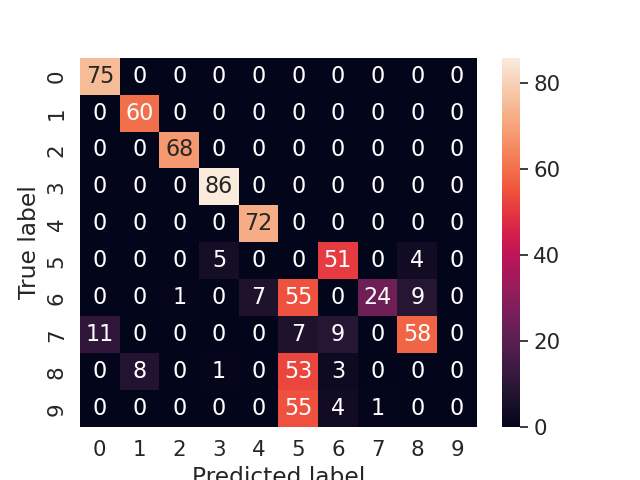 0 75 0 0 0 0 0 0 0 0 0
1 0 60 0 0 0 0 0 0 0 0
2 0 0 68 0 0 0 0 0 0 0
3 0 0 0 86 0 0 0 0 0 0
4 0 0 0 0 72 0 0 0 0 0
5 0 0 0 5 0 0 51 0 4 0
6 0 0 1 0 7 55 0 24 9 0
7 11 0 0 0 0 7 9 0 58 0
8 0 8 0 1 0 53 3 0 0 0
9 0 0 0 0 0 55 4 1 0 0
0 1 2 3 4 5 6 7 8 9
True label
Predicted label
80
60
40
20
0